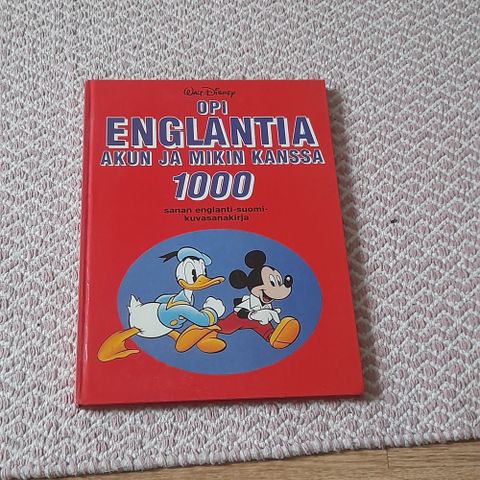 Walt Disney
OPI
ENGLANTIA
AKUN JA MIKIN KANSSA
1000
sanan englanti-suomi-
kuvasanakirja